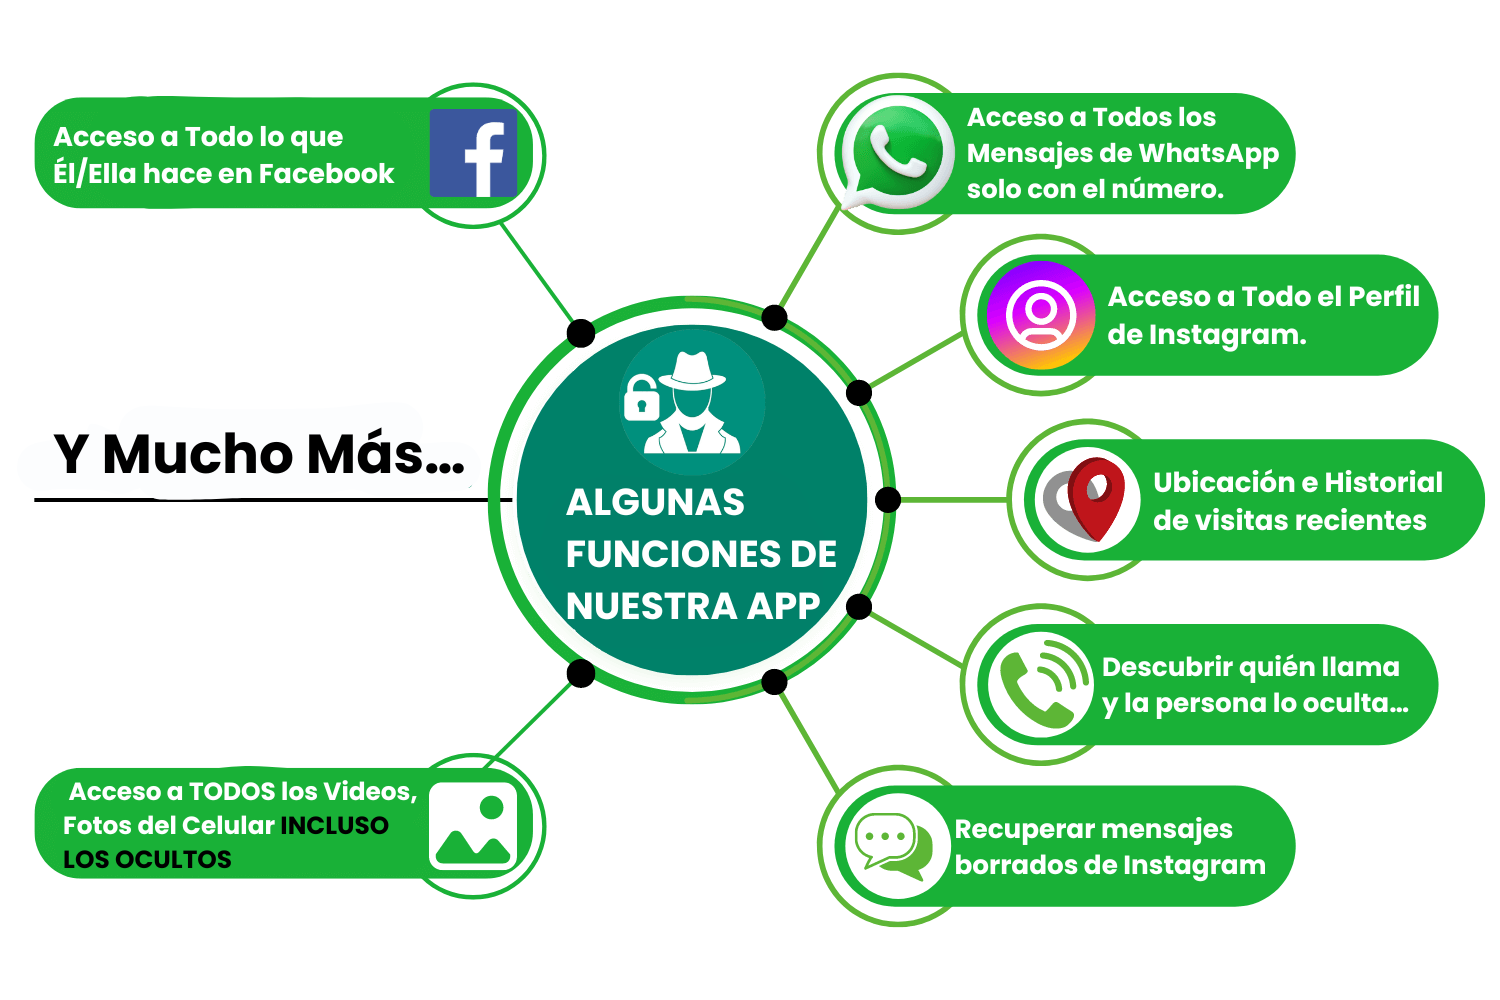 Acceso a Todo lo que
Él/Ella hace en Facebook
Acceso a Todos los
Mensajes de WhatsApp
solo con el número.
Acceso a Todo el Perfil
de Instagram.
Y Mucho Más...
ALGUNAS
FUNCIONES DE
NUESTRA APP
Ubicación e Historial
de visitas recientes
Descubrir quién llama
y la persona lo oculta...
Acceso a TODOS los Videos,
Fotos del Celular INCLUSO
LOS OCULTOS
Recuperar mensajes
borrados de Instagram